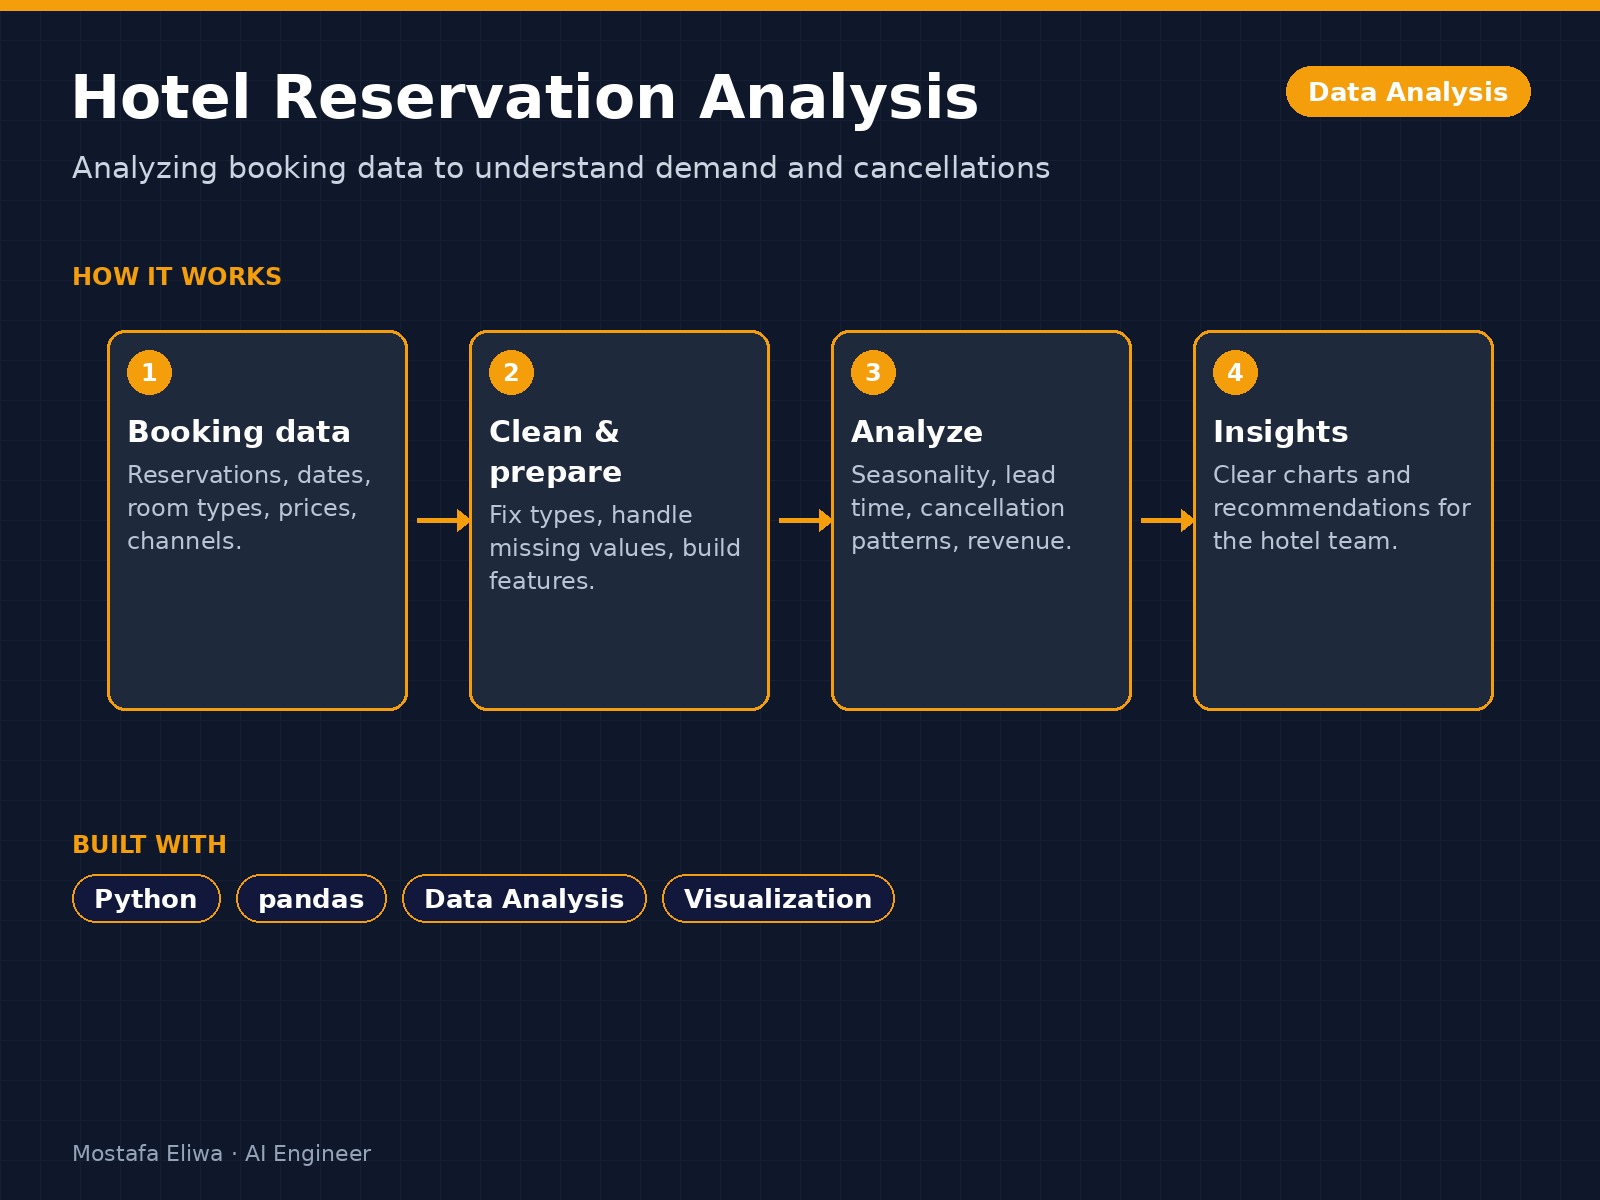 Hotel Reservation Analysis
Data Analysis
Analyzing booking data to understand demand and cancellations
HOW IT WORKS
1
Booking data
Reservations, dates,
room types, prices,
channels.
2
Clean &
prepare
Fix types, handle
missing values, build
features.
3
Analyze
Seasonality, lead
time, cancellation
patterns, revenue.
4
Insights
Clear charts and
recommendations for
the hotel team.
BUILT WITH
Python
pandas
Data Analysis
Visualization
Mostafa Eliwa · AI Engineer